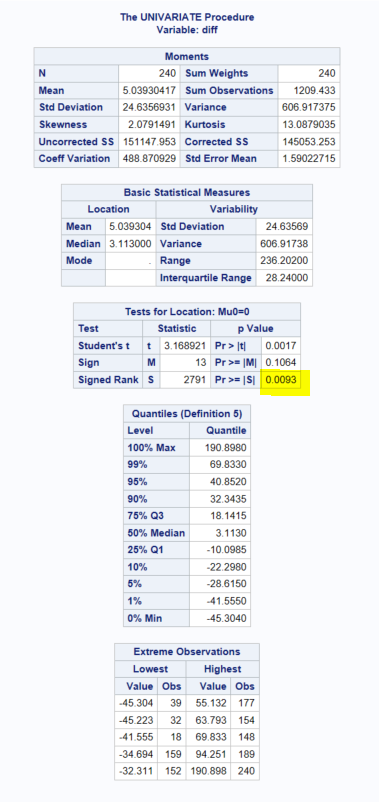 The UNIVARIATE Procedure
Variable: diff
Moments
N 240 Sum Weights 240
Mean 5.03930417 Sum Observations 1209.433
Std Deviation 24.6356931 Variance 606.917375
Skewness 2.0791491 Kurtosis 13.0879035
Uncorrected SS 151147.953 Corrected SS 145053.253
Coeff Variation 488.870929 Std Error Mean 1.59022715
Basic Statistical Measures
Location Variability
Mean 5.039304 Std Deviation 24.63569
Median 3.113000 Variance 606.91738
Mode . Range 236.20200
Interquartile Range 28.24000
Tests for Location: Mu0=0
Test Statistic p Value
Student's t t 3.168921 Pr > |t| 0.0017
Sign M 13 Pr >= |M| 0.1064
Signed Rank S 2791 Pr >= |S| 0.0093
Quantiles (Definition 5)
Level Quantile
100% Max 190.8980
99% 69.8330
95% 40.8520
90% 32.3435
75% Q3 18.1415
50% Median 3.1130
25% Q1 -10.0985
10% -22.2980
5% -28.6150
1% -41.5550
0% Min -45.3040
Extreme Observations
Lowest Highest
Value Obs Value Obs
-45.304 39 55.132 177
-45.223 32 63.793 154
-41.555 18 69.833 148
-34.694 159 94.251 189
-32.311 152 190.898 240